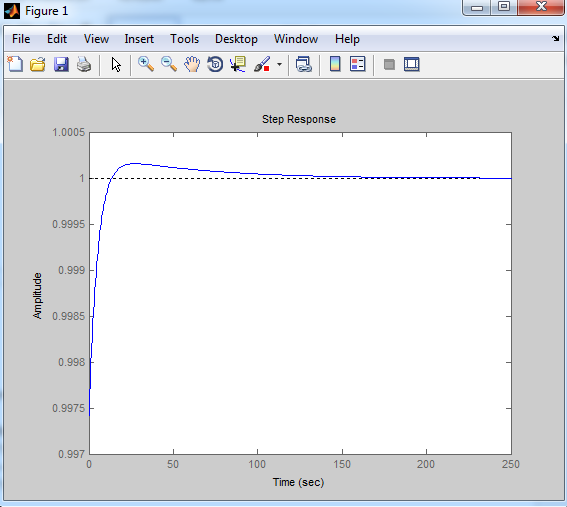 Figure 1
File Edit View Insert Tools Desktop Window Help
Step Response
1.0005
1
0.9995
0.999
0.9985
0.998
0.9975
0.997
Amplitude
0 50 100 150 200 250
Time (sec)